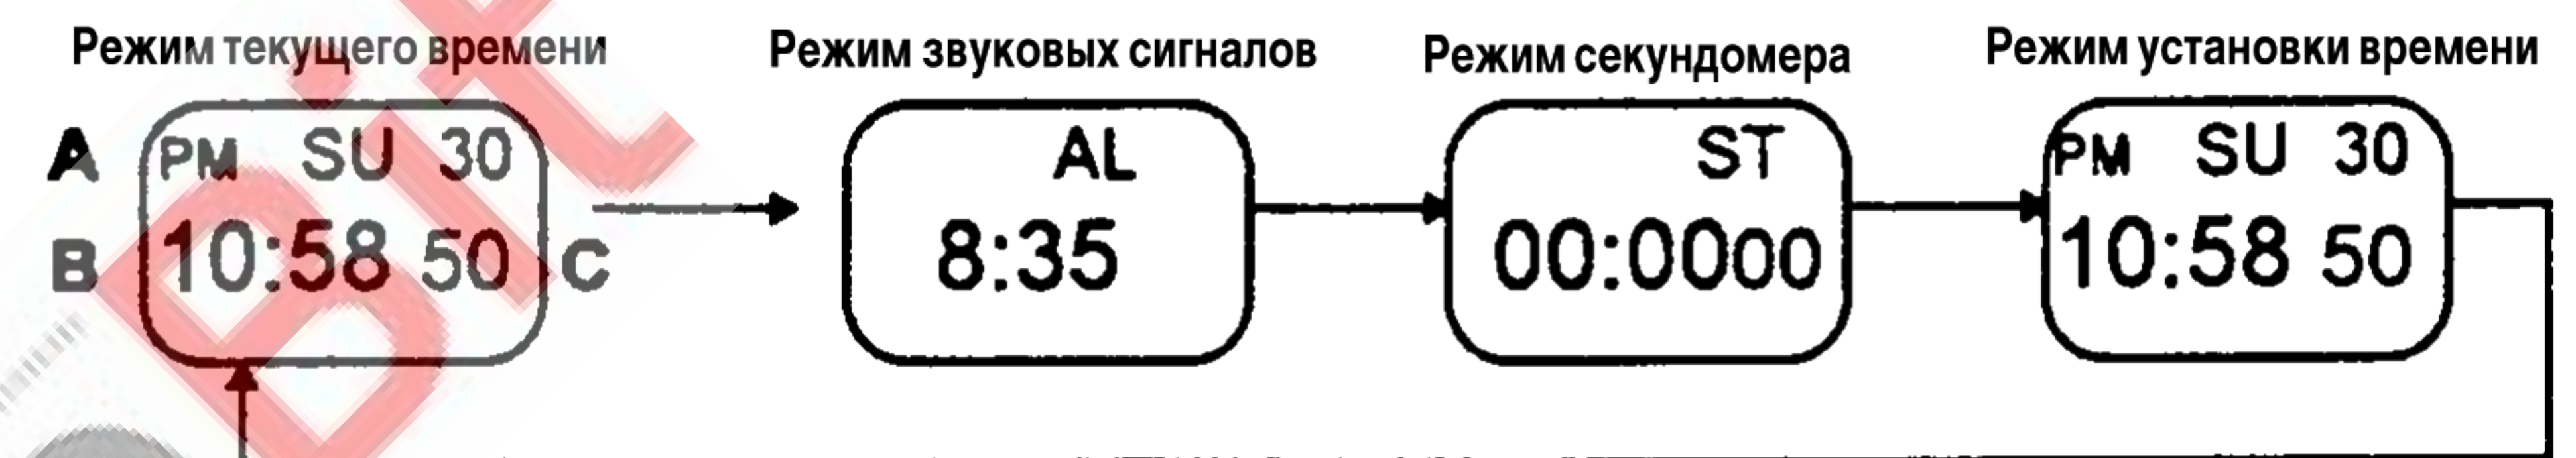 Режим текущего времени Режим звуковых сигналов Режим секундомера Режим установки времени
A PM SU 30 AL ST PM SU 30
B 10:58 50 C 8:35 00:0000 10:58 50